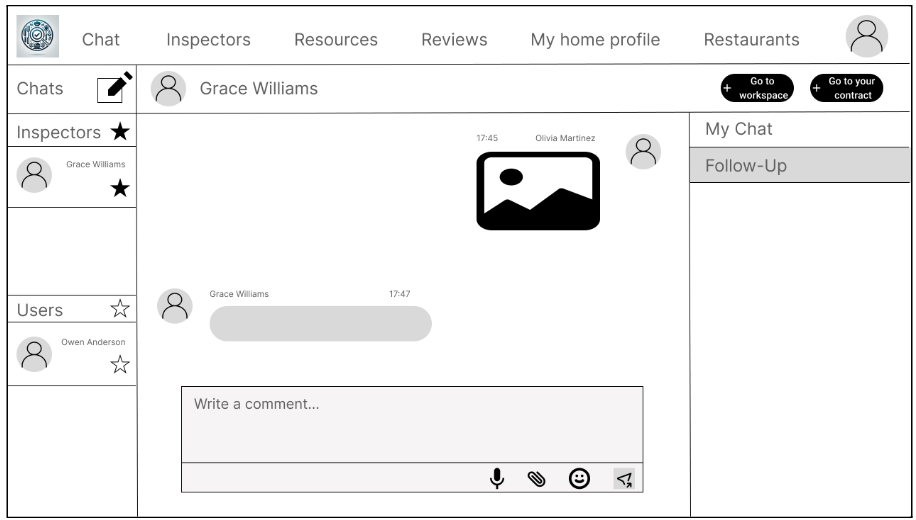 Chat
Inspectors
Resources
Reviews
My home profile
Restaurants
Chats
Grace Williams
+ Go to
workspace
+ Go to your
contract
Inspectors
Grace Williams
Users
Owen Anderson
17:45 Olivia Martinez
Grace Williams 17:47
Write a comment...
My Chat
Follow-Up